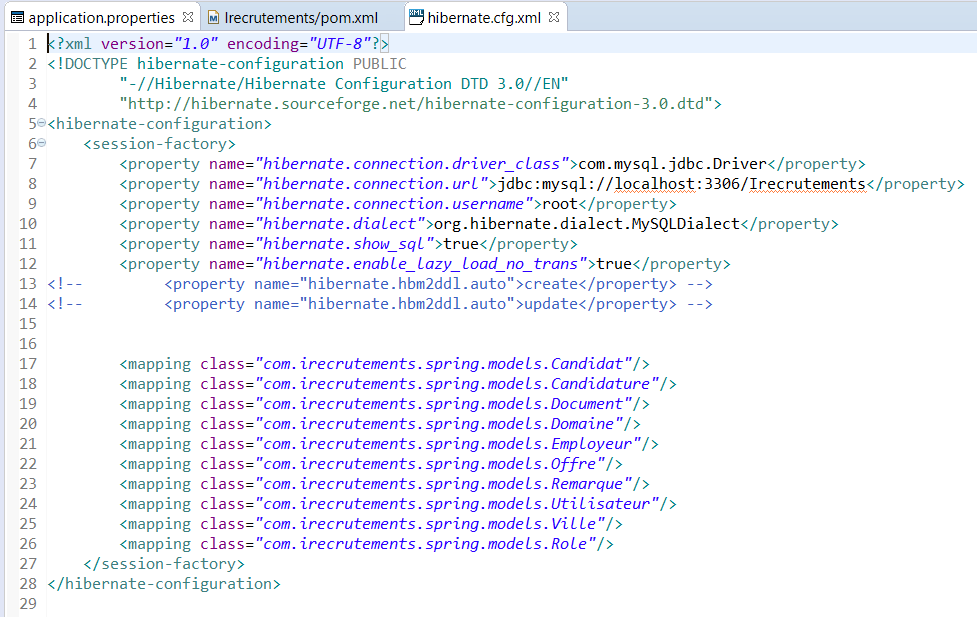 application.properties Irecrutements/pom.xml hibernate.cfg.xml
1 <?xml version="1.0" encoding="UTF-8"?>
2 <!DOCTYPE hibernate-configuration PUBLIC
3 "-//Hibernate/Hibernate Configuration DTD 3.0//EN"
4 "http://hibernate.sourceforge.net/hibernate-configuration-3.0.dtd">
5 <hibernate-configuration>
6 <session-factory>
7 <property name="hibernate.connection.driver_class">com.mysql.jdbc.Driver</property>
8 <property name="hibernate.connection.url">jdbc:mysql://localhost:3306/Irecrutements</property>
9 <property name="hibernate.connection.username">root</property>
10 <property name="hibernate.dialect">org.hibernate.dialect.MySQLDialect</property>
11 <property name="hibernate.show_sql">true</property>
12 <property name="hibernate.enable_lazy_load_no_trans">true</property>
13 <!-- <property name="hibernate.hbm2ddl.auto">create</property> -->
14 <!-- <property name="hibernate.hbm2ddl.auto">update</property> -->
15
16
17 <mapping class="com.irecrutements.spring.models.Candidat"/>
18 <mapping class="com.irecrutements.spring.models.Candidature"/>
19 <mapping class="com.irecrutements.spring.models.Document"/>
20 <mapping class="com.irecrutements.spring.models.Domaine"/>
21 <mapping class="com.irecrutements.spring.models.Employeur"/>
22 <mapping class="com.irecrutements.spring.models.Offre"/>
23 <mapping class="com.irecrutements.spring.models.Remarque"/>
24 <mapping class="com.irecrutements.spring.models.Utilisateur"/>
25 <mapping class="com.irecrutements.spring.models.Ville"/>
26 <mapping class="com.irecrutements.spring.models.Role"/>
27 </session-factory>
28 </hibernate-configuration>
29